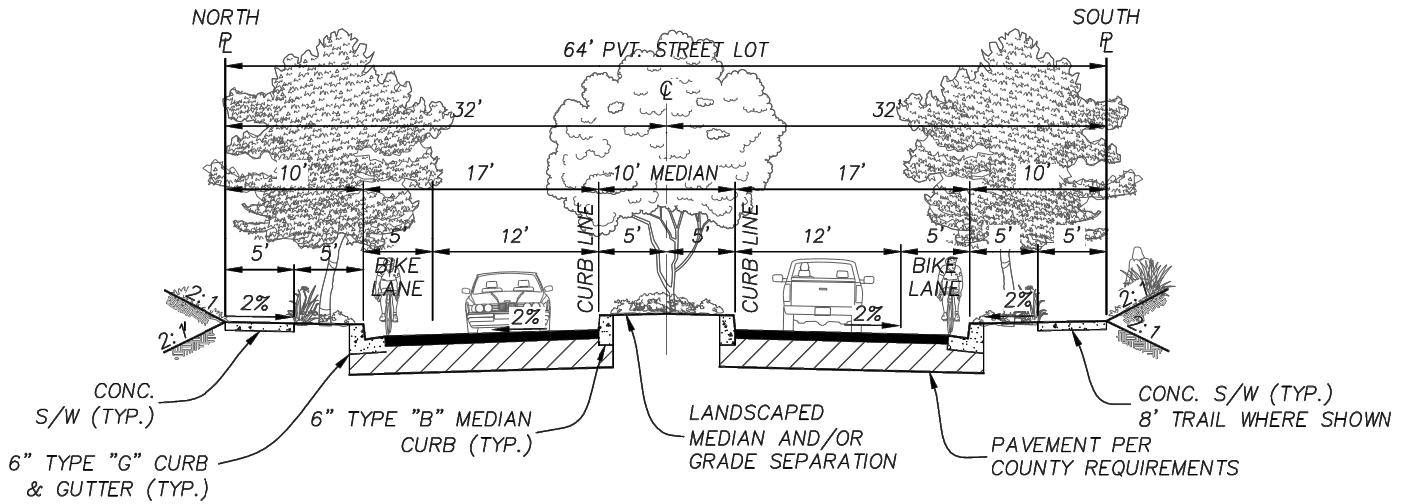 NORTH
PL
SOUTH
PL
64' PVT. STREET LOT
CL
32'
32'
10'
17'
10' MEDIAN
17'
10'
5'
5'
5'
12'
5'
5'
12'
5'
5'
5'
BIKE
LANE
BIKE
LANE
CURB LINE
CURB LINE
2:1
2:1
2%
2%
2%
2%
2:1
2:1
CONC.
S/W (TYP.)
6" TYPE "G" CURB
& GUTTER (TYP.)
6" TYPE "B" MEDIAN
CURB (TYP.)
LANDSCAPED
MEDIAN AND/OR
GRADE SEPARATION
PAVEMENT PER
COUNTY REQUIREMENTS
CONC. S/W (TYP.)
8' TRAIL WHERE SHOWN